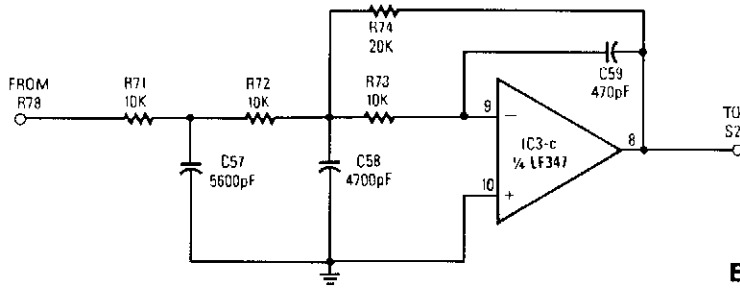 R74
20K
FROM
R78
R71
10K
R72
10K
R73
10K
C59
470pF
TO
S2
9
IC3-c
¼ LF347
8
10
C57
5600pF
C58
4700pF